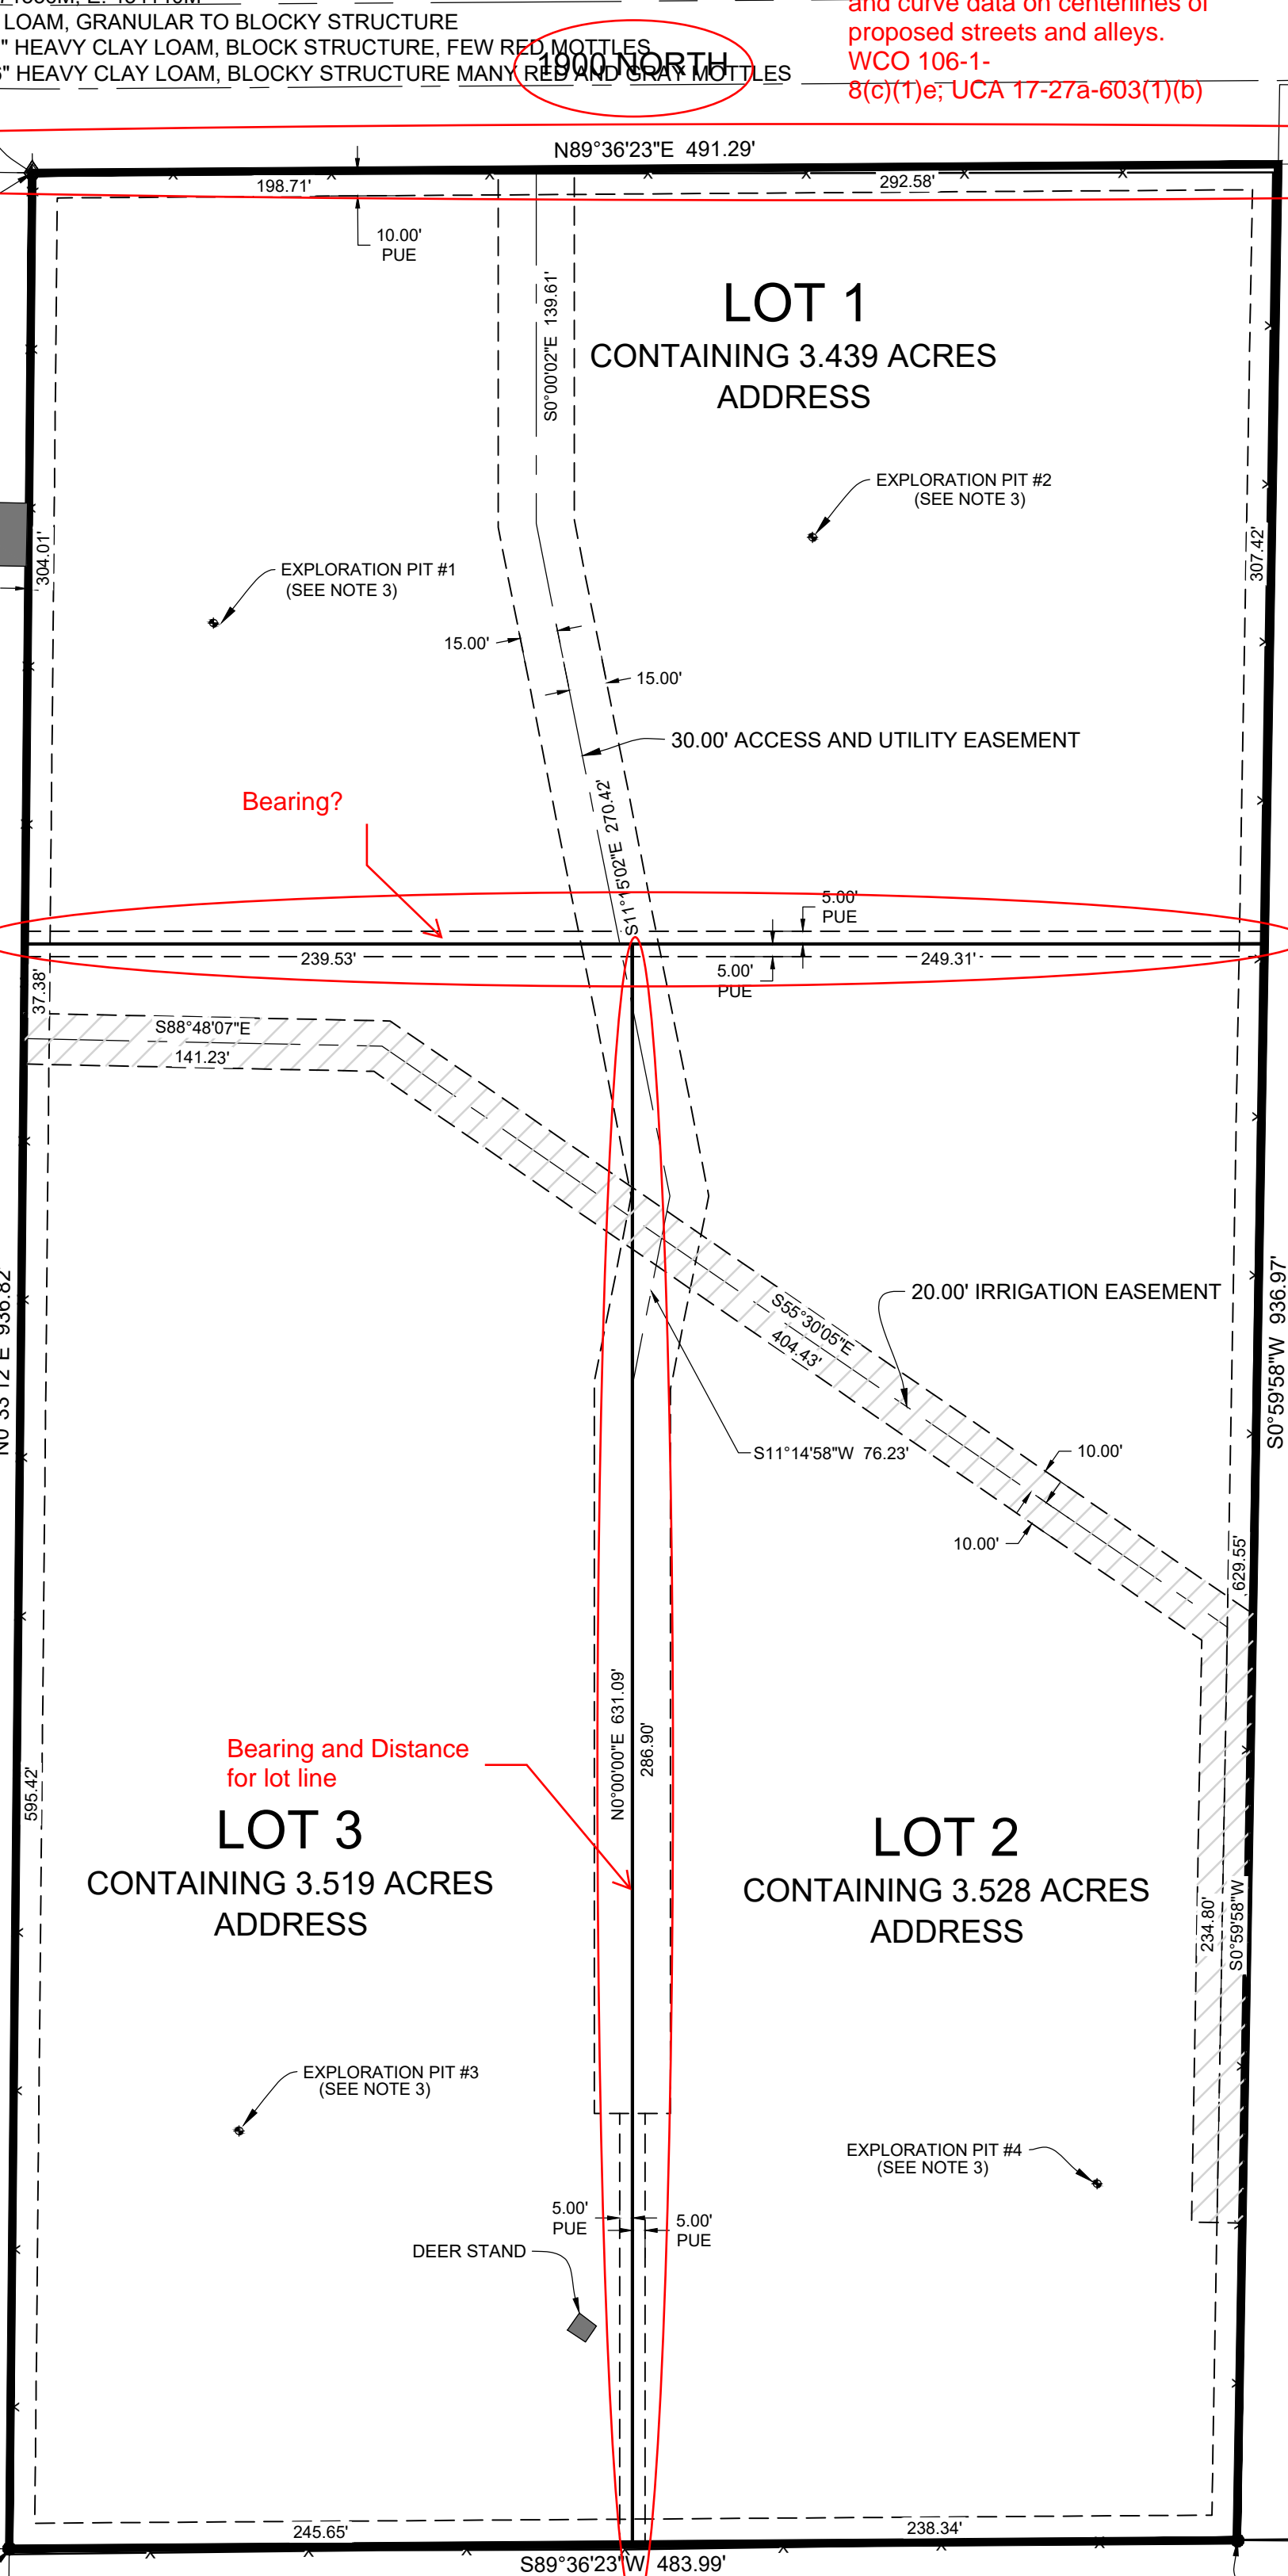 LOAM, GRANULAR TO BLOCKY STRUCTURE
" HEAVY CLAY LOAM, BLOCK STRUCTURE, FEW RED MOTTLES
" HEAVY CLAY LOAM, BLOCKY STRUCTURE MANY RED AND GRAY MOTTLES
1900 NORTH
and curve data on centerlines of
proposed streets and alleys.
WCO 106-1-
8(c)(1)e; UCA 17-27a-603(1)(b)
N89°36'23"E 491.29'
198.71'
292.58'
10.00'
PUE
S0°00'02"E 139.61'
LOT 1
CONTAINING 3.439 ACRES
ADDRESS
EXPLORATION PIT #2
(SEE NOTE 3)
304.01'
307.42'
EXPLORATION PIT #1
(SEE NOTE 3)
15.00'
15.00'
30.00' ACCESS AND UTILITY EASEMENT
S11°15'02"E 270.42'
Bearing?
5.00'
PUE
239.53'
249.31'
5.00'
PUE
37.38'
S88°48'07"E
141.23'
20.00' IRRIGATION EASEMENT
S55°30'05"E
404.43'
S0°59'58"W 936.97'
S11°14'58"W 76.23'
10.00'
10.00'
629.55'
N0°00'00"E 631.09'
286.90'
Bearing and Distance
for lot line
595.42'
LOT 3
CONTAINING 3.519 ACRES
ADDRESS
LOT 2
CONTAINING 3.528 ACRES
ADDRESS
234.80'
S0°59'58"W
EXPLORATION PIT #3
(SEE NOTE 3)
EXPLORATION PIT #4
(SEE NOTE 3)
5.00'
PUE
5.00'
PUE
DEER STAND
245.65'
238.34'
S89°36'23"W 483.99'